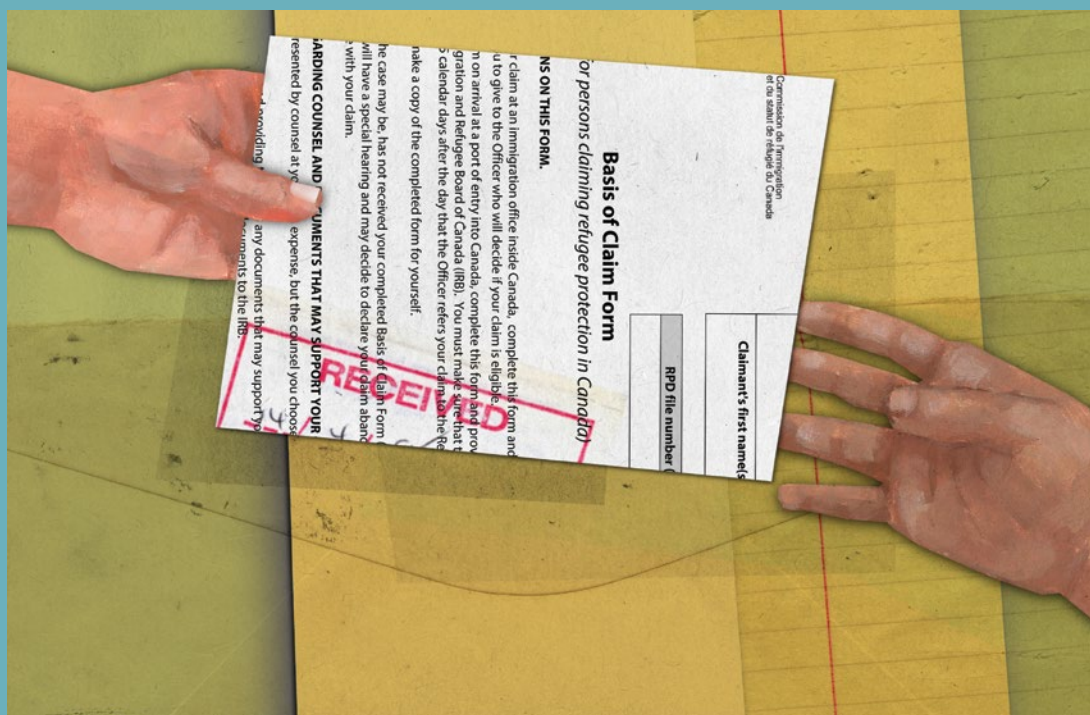 Commission de l'immigration
et du statut de réfugié du Canada
Claimant's first name(s
RPD file number (
Basis of Claim Form
or persons claiming refugee protection in Canada)
NS ON THIS FORM.
r claim at an immigration office inside Canada, complete this form and
u to give to the Officer who will decide if your claim is eligible.
m on arrival at a port of entry into Canada, complete this form and prov
gration and Refugee Board of Canada (IRB). You must make sure that t
5 calendar days after the day that the Officer refers your claim to the Re
make a copy of the completed form for yourself.
he case may be, has not received your completed Basis of Claim Form
will have a special hearing and may decide to declare your claim aband
with your claim.
GARDING COUNSEL AND CUMENTS THAT MAY SUPPORT YOUR
resented by counsel at yo expense, but the counsel you choose
providing any documents that may support yo
cuments to the IRB.
RECEIVED